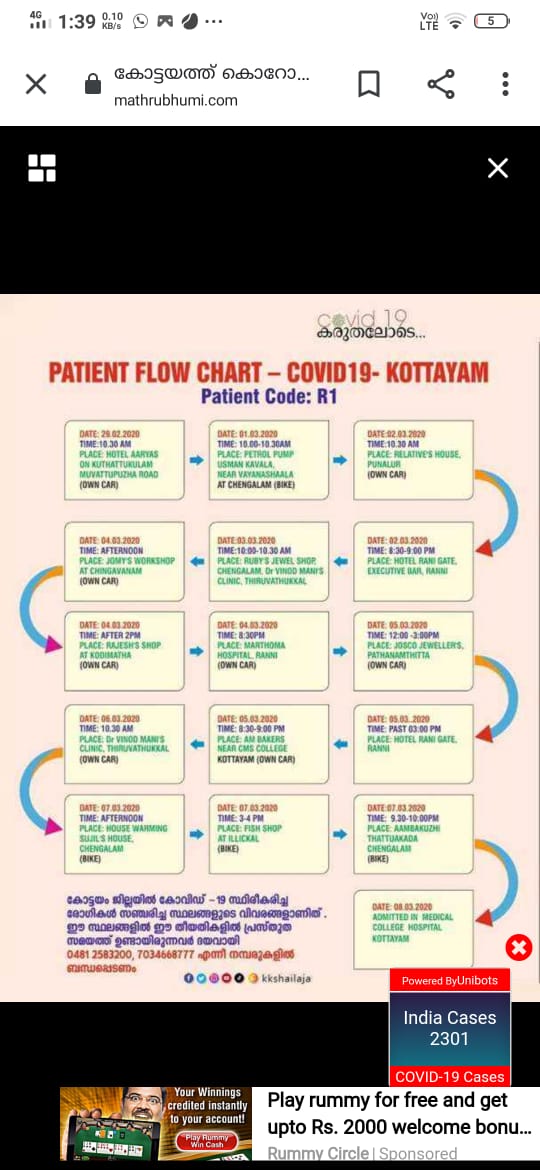 4G 1:39 0.10 KB/s ... Vo) LTE 5
കോട്ടയത്ത് കൊറോ...
mathrubhumi.com
covid 19
കരുതലോടെ...
PATIENT FLOW CHART – COVID19- KOTTAYAM
Patient Code: R1
DATE: 29.02.2020
TIME:10.30 AM
PLACE: HOTEL AARYAS
ON KUTHATTUKULAM
MUVATTUPUZHA ROAD
(OWN CAR)
DATE: 01.03.2020
TIME: 10.00-10.30AM
PLACE: PETROL PUMP
USMAN KAVALA,
NEAR VAYANASHAALA
AT CHENGALAM (BIKE)
DATE:02.03.2020
TIME:10.30 AM
PLACE: RELATIVE'S HOUSE,
PUNALUR
(OWN CAR)
DATE: 02.03.2020
TIME: 8:30-9:00 PM
PLACE: HOTEL RANI GATE,
EXECUTIVE BAR, RANNI
DATE:03.03.2020
TIME:10:00-10.30 AM
PLACE: RUBY'S JEWEL SHOP,
CHENGALAM, Dr VINOD MANI'S
CLINIC, THIRUVATHUKKAL
DATE: 04.03.2020
TIME: AFTERNOON
PLACE: JOMY'S WORKSHOP
AT CHINGAVANAM
(OWN CAR)
DATE: 04.03.2020
TIME: AFTER 2PM
PLACE: RAJESH'S SHOP
AT KODIMATHA
(OWN CAR)
DATE: 04.03.2020
TIME: 8:30PM
PLACE: MARTHOMA
HOSPITAL, RANNI
(OWN CAR)
DATE: 05.03.2020
TIME: 12:00 -3:00PM
PLACE: JOSCO JEWELLER'S,
PATHANAMTHITTA
(OWN CAR)
DATE: 05.03..2020
TIME: PAST 03:00 PM
PLACE: HOTEL RANI GATE,
RANNI
DATE: 05.03.2020
TIME: 8:30-9:00 PM
PLACE: AM BAKERS
NEAR CMS COLLEGE
KOTTAYAM (OWN CAR)
DATE: 06.03.2020
TIME: 10.30 AM
PLACE: Dr VINOD MANI'S
CLINIC, THIRUVATHUKKAL
(OWN CAR)
DATE: 07.03.2020
TIME: AFTERNOON
PLACE: HOUSE WARMING
SUJIL'S HOUSE,
CHENGALAM
(BIKE)
DATE: 07.03.2020
TIME: 3-4 PM
PLACE: FISH SHOP
AT ILLICKAL
(BIKE)
DATE:07.03.2020
TIME: 9.30-10:00PM
PLACE: AAMBAKUZHI
THATTUAKADA
CHENGALAM
(BIKE)
DATE: 08.03.2020
ADMITTED IN MEDICAL
COLLEGE HOSPITAL
KOTTAYAM
കോട്ടയം ജില്ലയിൽ കോവിഡ് –19 സ്ഥിരീകരിച്ച
രോഗികൾ സഞ്ചരിച്ച സ്ഥലങ്ങളുടെ വിവരങ്ങളാണിത്.
ഈ സ്ഥലങ്ങളിൽ ഈ തീയതികളിൽ പ്രസ്തുത
സമയത്ത് ഉണ്ടായിരുന്നവർ ദയവായി
0481 2583200, 7034668777 എന്നീ നമ്പരുകളിൽ
ബന്ധപ്പെടണം
kkshailaja
Powered ByUnibots
India Cases
2301
COVID-19 Cases
Your Winnings
credited instantly
to your account!
Play Rummy
Win Cash
Play rummy for free and get
upto Rs. 2000 welcome bonu...
Rummy Circle | Sponsored